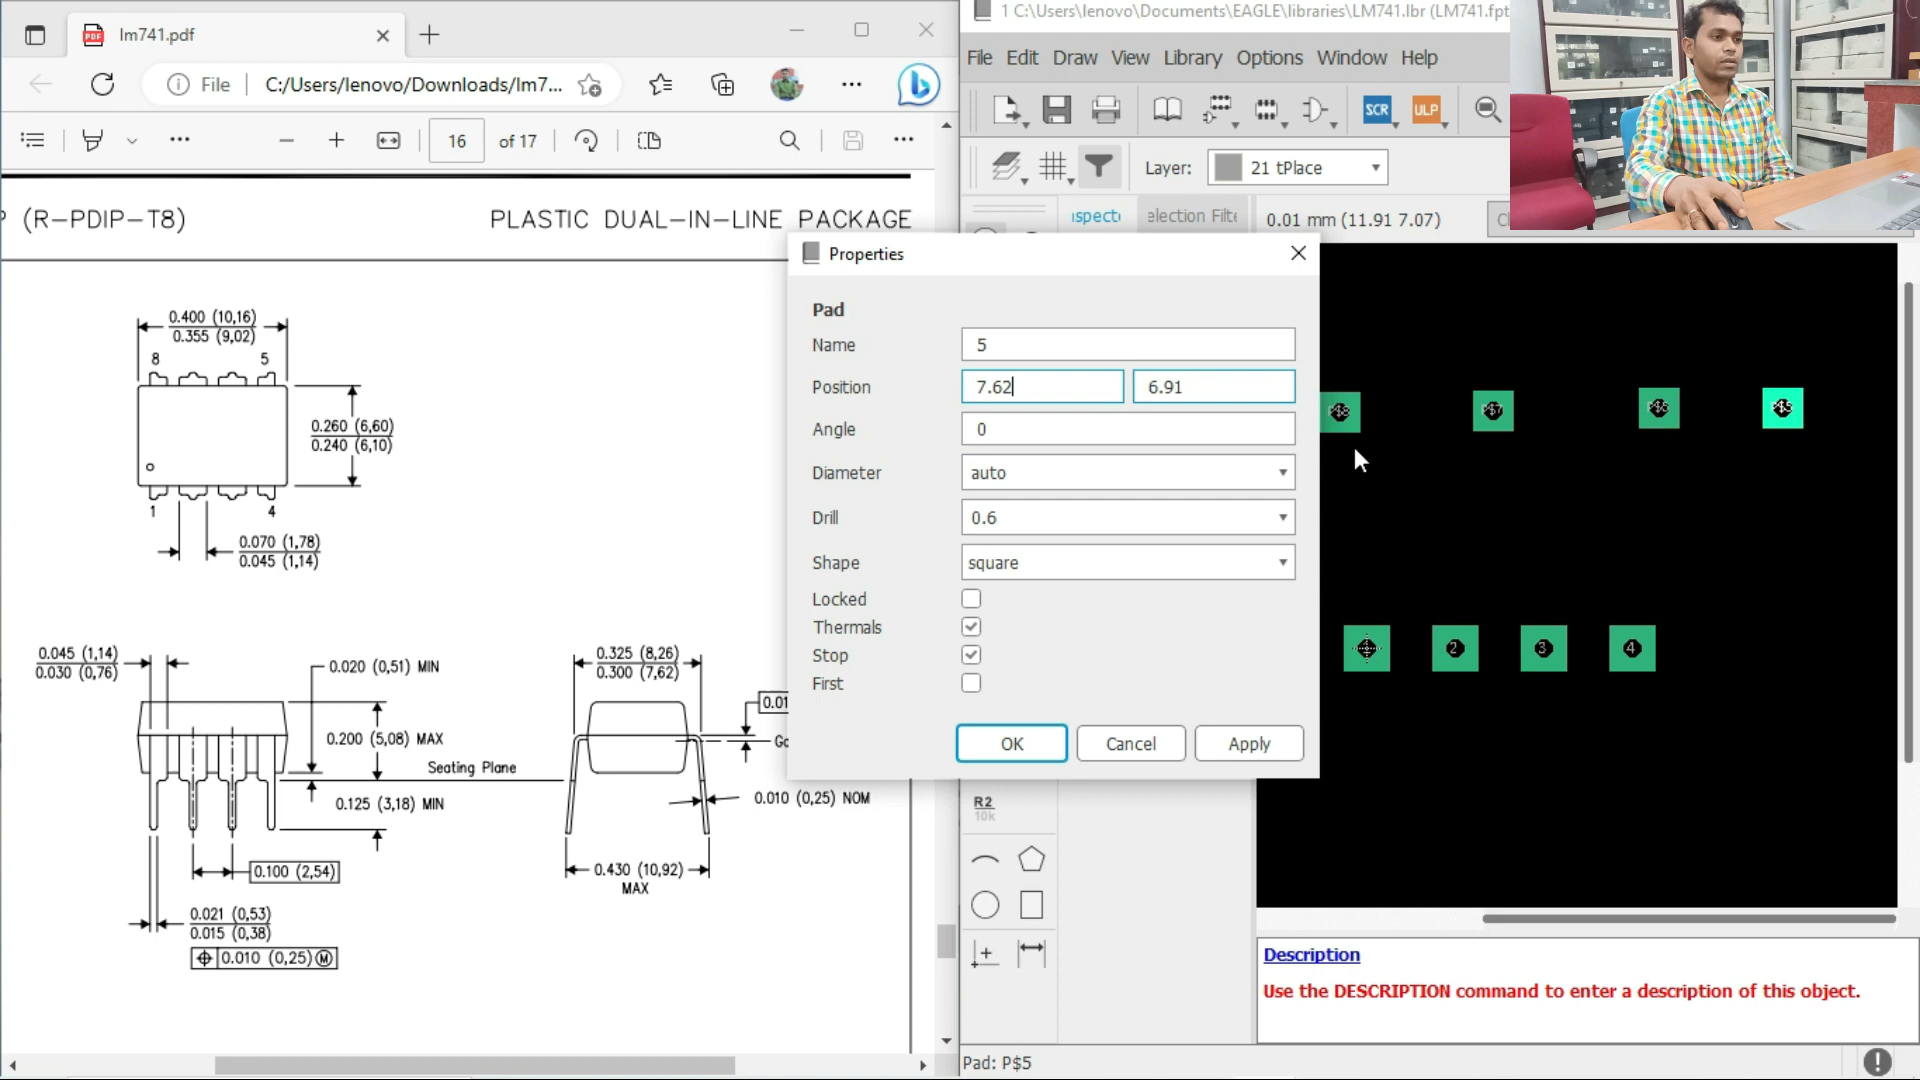 lm741.pdf
File
C:/Users/lenovo/Downloads/lm7...
16
of 17
(R-PDIP-T8)
PLASTIC DUAL-IN-LINE PACKAGE
0.400 (10,16)
0.355 (9,02)
8
5
0.260 (6,60)
0.240 (6,10)
1
4
0.070 (1,78)
0.045 (1,14)
0.045 (1,14)
0.030 (0,76)
0.020 (0,51) MIN
0.325 (8,26)
0.300 (7,62)
0.200 (5,08) MAX
Seating Plane
0.125 (3,18) MIN
0.010 (0,25) NOM
0.100 (2,54)
0.430 (10,92)
MAX
0.021 (0,53)
0.015 (0,38)
0.010 (0,25) Ⓜ
1 C:\Users\lenovo\Documents\EAGLE\libraries\LM741.lbr (LM741.fpt
File Edit Draw View Library Options Window Help
SCR
ULP
Layer:
21 tPlace
ıspectı
election Filte
0.01 mm (11.91 7.07)
Properties
Pad
Name
5
Position
7.62
6.91
Angle
0
Diameter
auto
Drill
0.6
Shape
square
Locked
Thermals
Stop
First
OK
Cancel
Apply
P$8
P$7
P$6
P$5
2
3
4
R2
10k
Description
Use the DESCRIPTION command to enter a description of this object.
Pad: P$5